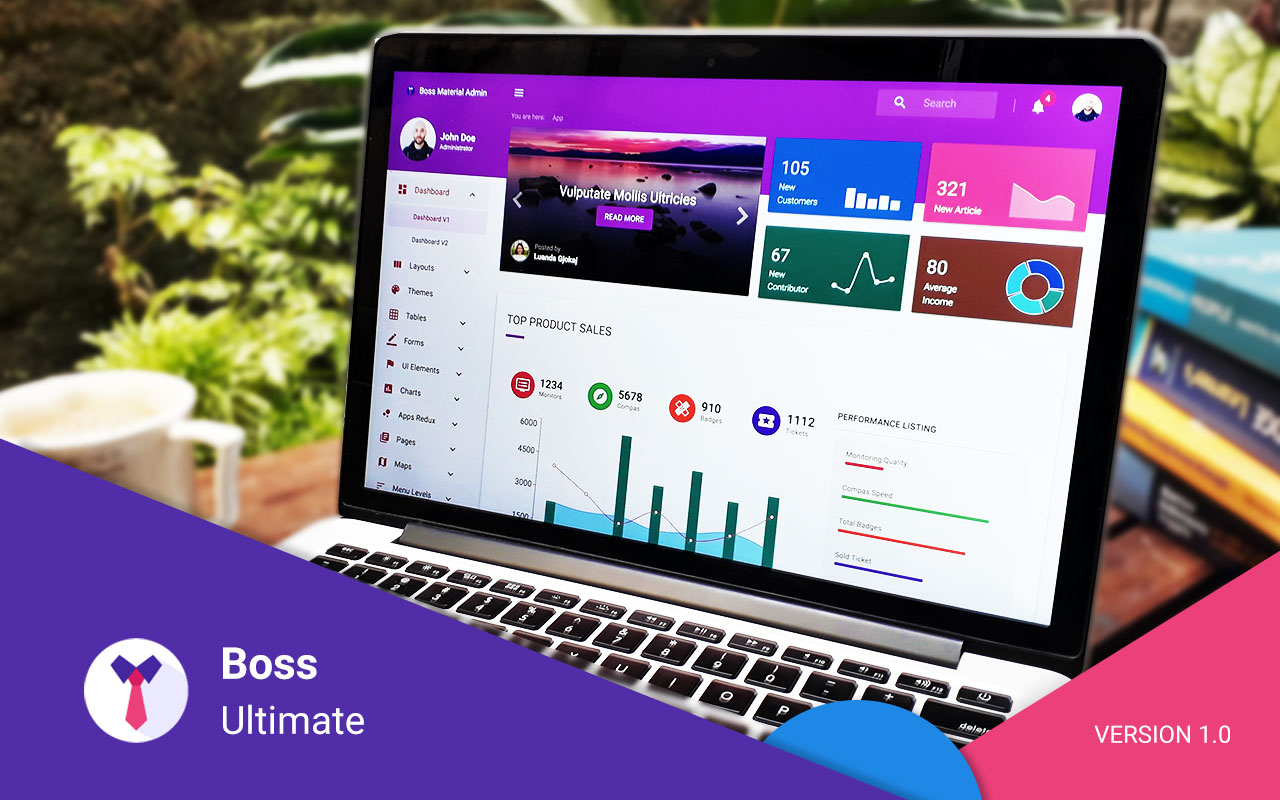 Boss Material Admin
Search
4
You are here: App
John Doe
Administrator
Dashboard
Dashboard V1
Dashboard V2
Layouts
Themes
Tables
Forms
UI Elements
Charts
Apps Redux
Pages
Maps
Menu Levels
Vulputate Mollis Ultricies
READ MORE
Posted by
Luanda Gjokaj
105
New
Customers
321
New Article
67
New
Contributor
80
Average
Income
TOP PRODUCT SALES
1234
Monitors
5678
Compas
910
Badges
1112
Tickets
6000
4500
3000
1500
PERFORMANCE LISTING
Monitoring Quality
Compas Speed
Total Badges
Sold Ticket
delete
Boss
Ultimate
VERSION 1.0